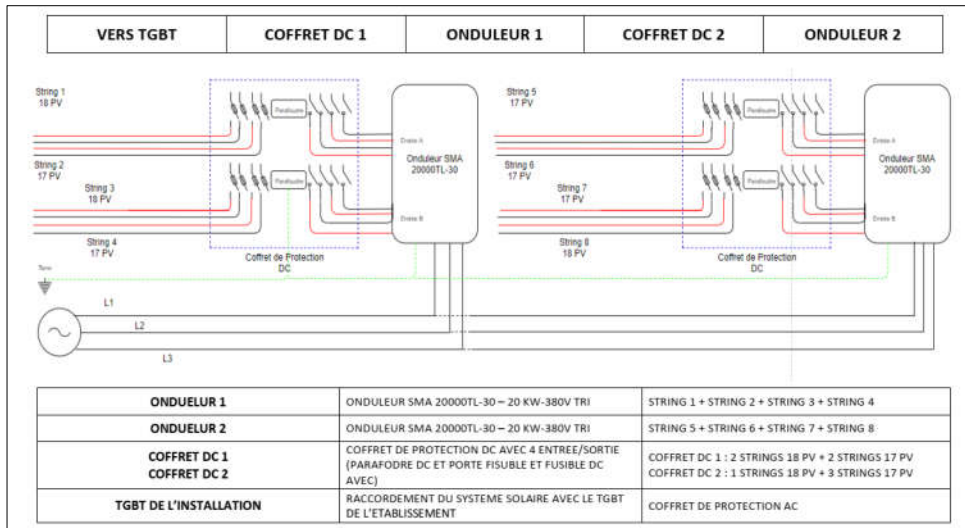 VERS TGBT COFFRET DC 1 ONDULEUR 1 COFFRET DC 2 ONDULEUR 2
String 1
18 PV
String 2
17 PV
String 3
18 PV
String 4
17 PV
Parafoudre
Parafoudre
Coffret de Protection
DC
Entree A
Onduleur SMA
20000TL-30
Entree B
String 5
17 PV
String 6
17 PV
String 7
17 PV
String 8
18 PV
Parafoudre
Parafoudre
Coffret de Protection
DC
Entree A
Onduleur SMA
20000TL-30
Entree B
Terre
L1
L2
L3
ONDUELUR 1 ONDULEUR SMA 20000TL-30 – 20 KW-380V TRI STRING 1 + STRING 2 + STRING 3 + STRING 4
ONDUELUR 2 ONDULEUR SMA 20000TL-30 – 20 KW-380V TRI STRING 5 + STRING 6 + STRING 7 + STRING 8
COFFRET DC 1
COFFRET DC 2
COFFRET DE PROTECTION DC AVEC 4 ENTREE/SORTIE
(PARAFODRE DC ET PORTE FISUBLE ET FUSIBLE DC
AVEC)
COFFRET DC 1 : 2 STRINGS 18 PV + 2 STRINGS 17 PV
COFFRET DC 2 : 1 STRINGS 18 PV + 3 STRINGS 17 PV
TGBT DE L'INSTALLATION
RACCORDEMENT DU SYSTEME SOLAIRE AVEC LE TGBT
DE L'ETABLISSEMENT
COFFRET DE PROTECTION AC